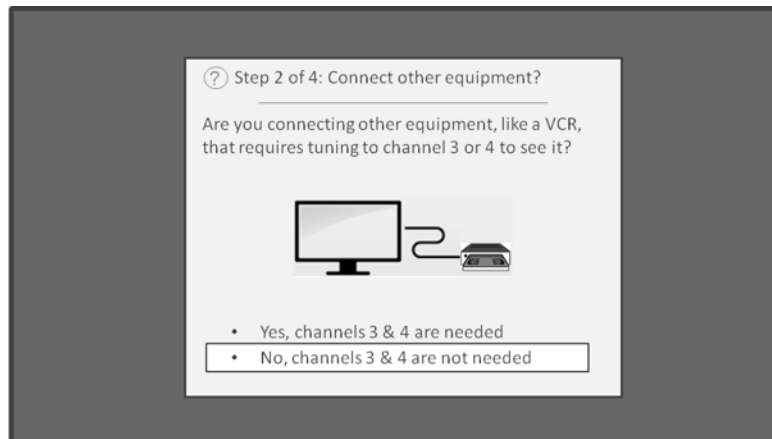 ? Step 2 of 4: Connect other equipment?
Are you connecting other equipment, like a VCR,
that requires tuning to channel 3 or 4 to see it?
• Yes, channels 3 & 4 are needed
• No, channels 3 & 4 are not needed